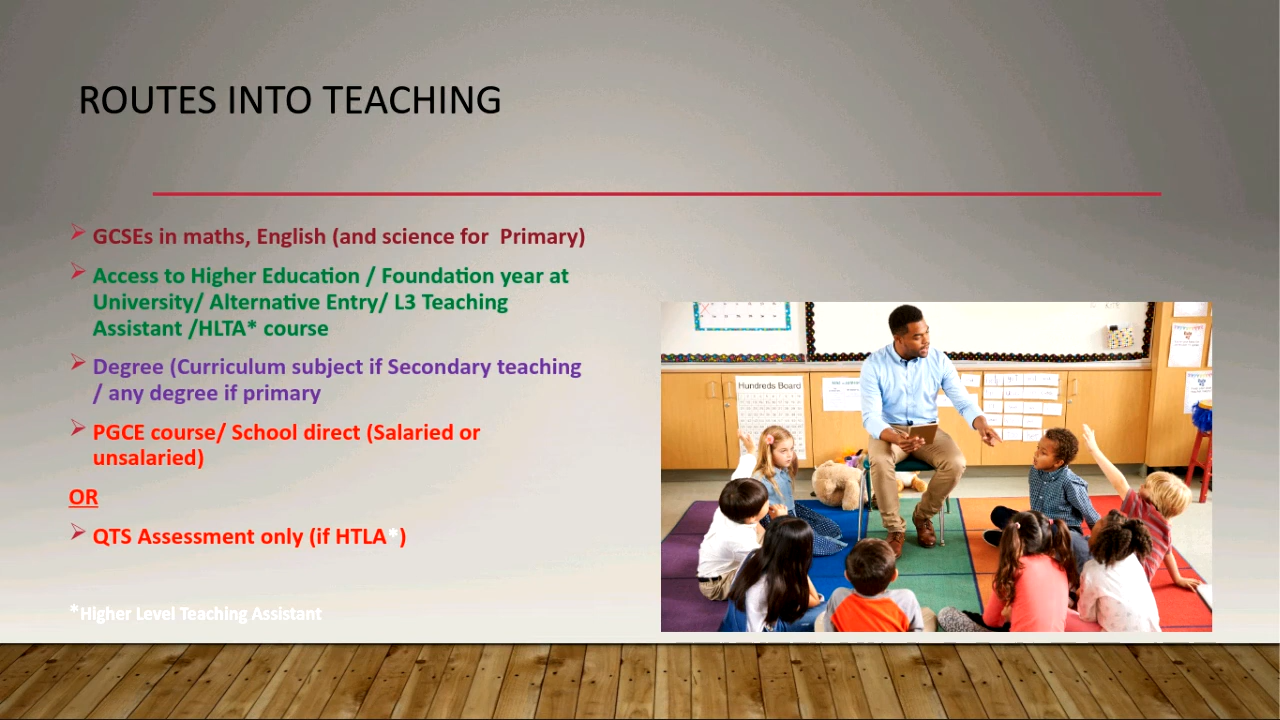 ROUTES INTO TEACHING
GCSEs in maths, English (and science for  Primary)
Access to Higher Education / Foundation year at
University/ Alternative Entry/ L3 Teaching
Assistant /HLTA* course
Degree (Curriculum subject if Secondary teaching
/ any degree if primary
PGCE course/ School direct (Salaried or
unsalaried)
OR
QTS Assessment only (if HTLA*)
*Higher Level Teaching Assistant
Hundreds Board